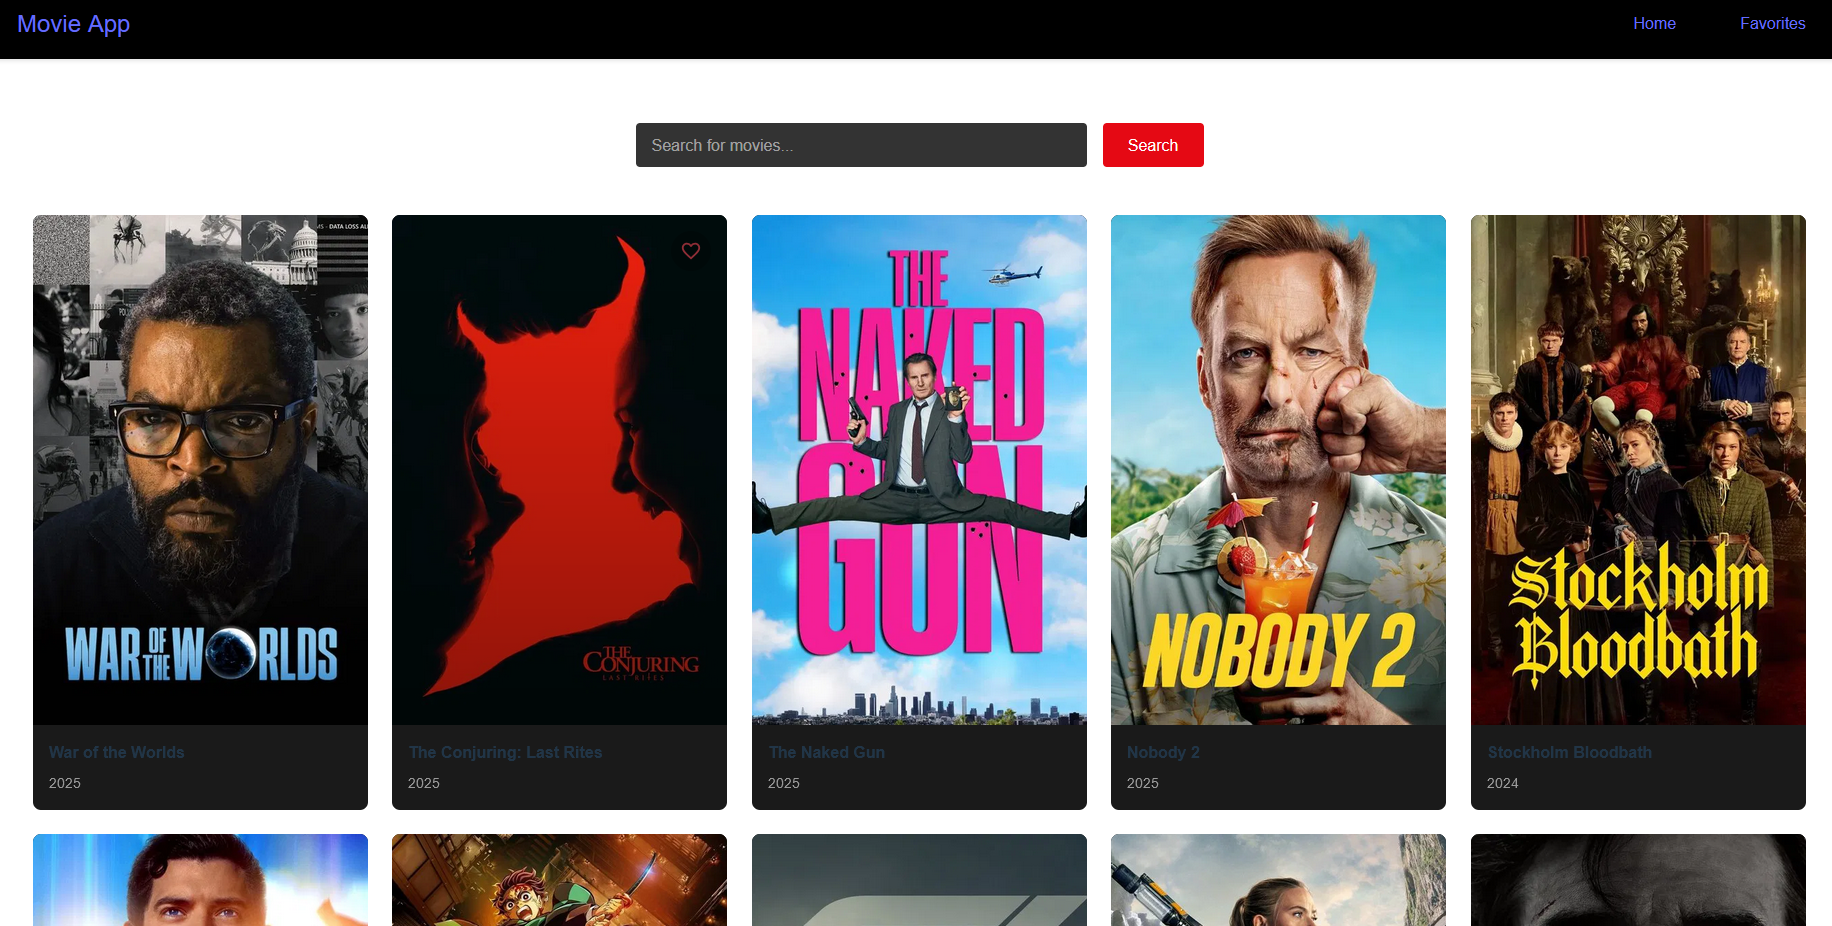 Movie App
Home
Favorites
Search for movies...
Search
DATA LOSS
WAR OF THE WORLDS
THE
CONJURING
LAST RITES
THE
NAKED
GUN
NOBODY 2
Stockholm
Bloodbath
War of the Worlds
2025
The Conjuring: Last Rites
2025
The Naked Gun
2025
Nobody 2
2025
Stockholm Bloodbath
2024